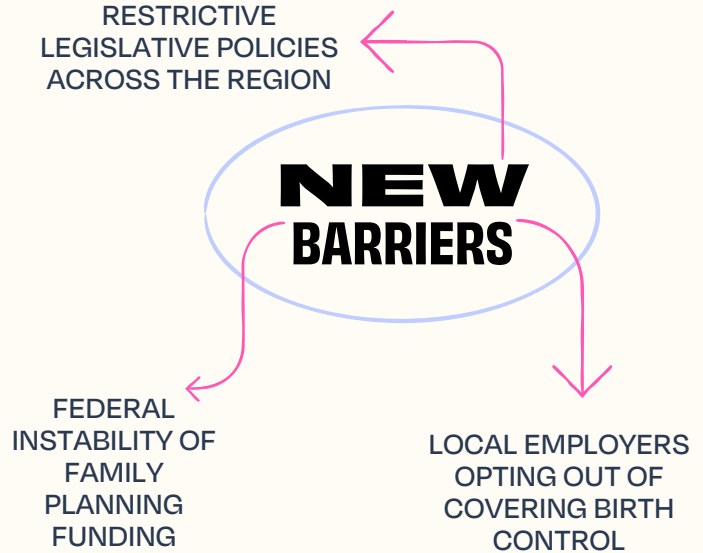 RESTRICTIVE
LEGISLATIVE POLICIES
ACROSS THE REGION
NEW
BARRIERS
FEDERAL
INSTABILITY OF
FAMILY
PLANNING
FUNDING
LOCAL EMPLOYERS
OPTING OUT OF
COVERING BIRTH
CONTROL